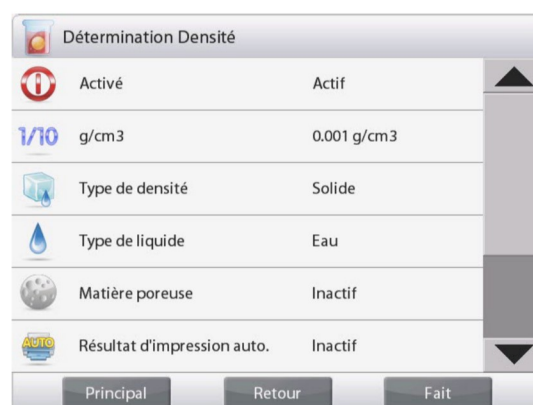 Détermination Densité
Activé Actif
1/10 g/cm3 0.001 g/cm3
Type de densité Solide
Type de liquide Eau
Matière poreuse Inactif
AUTO Résultat d'impression auto. Inactif
Principal Retour Fait